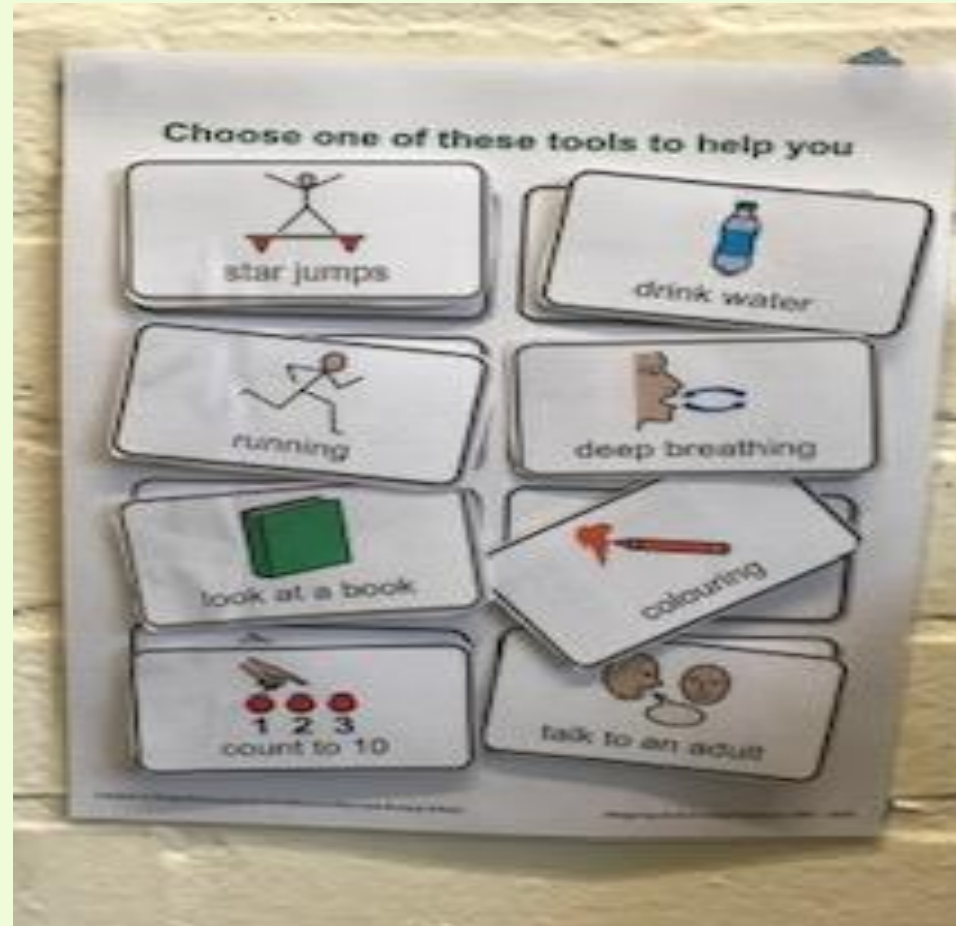 Choose one of these tools to help you
star jumps
drink water
running
deep breathing
look at a book
colouring
1 2 3
count to 10
talk to an adult